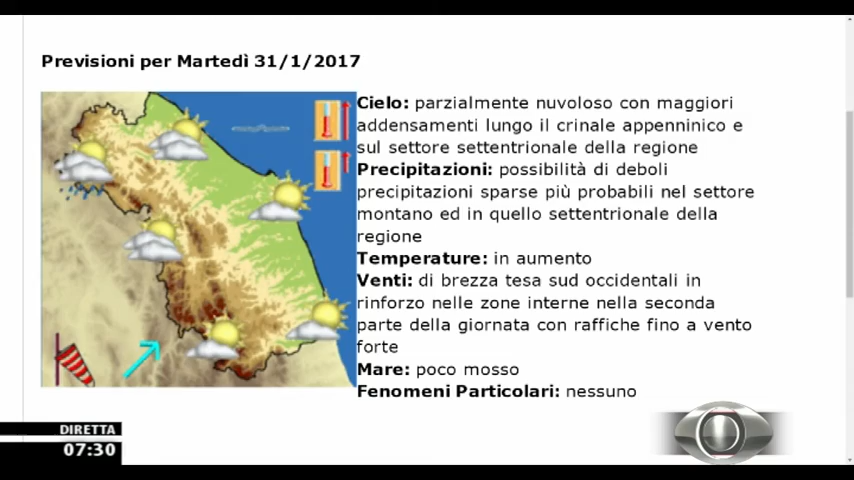 Previsioni per Martedì 31/1/2017
Cielo: parzialmente nuvoloso con maggiori
addensamenti lungo il crinale appenninico e
sul settore settentrionale della regione
Precipitazioni: possibilità di deboli
precipitazioni sparse più probabili nel settore
montano ed in quello settentrionale della
regione
Temperature: in aumento
Venti: di brezza tesa sud occidentali in
rinforzo nelle zone interne nella seconda
parte della giornata con raffiche fino a vento
forte
Mare: poco mosso
Fenomeni Particolari: nessuno
DIRETTA
07:30